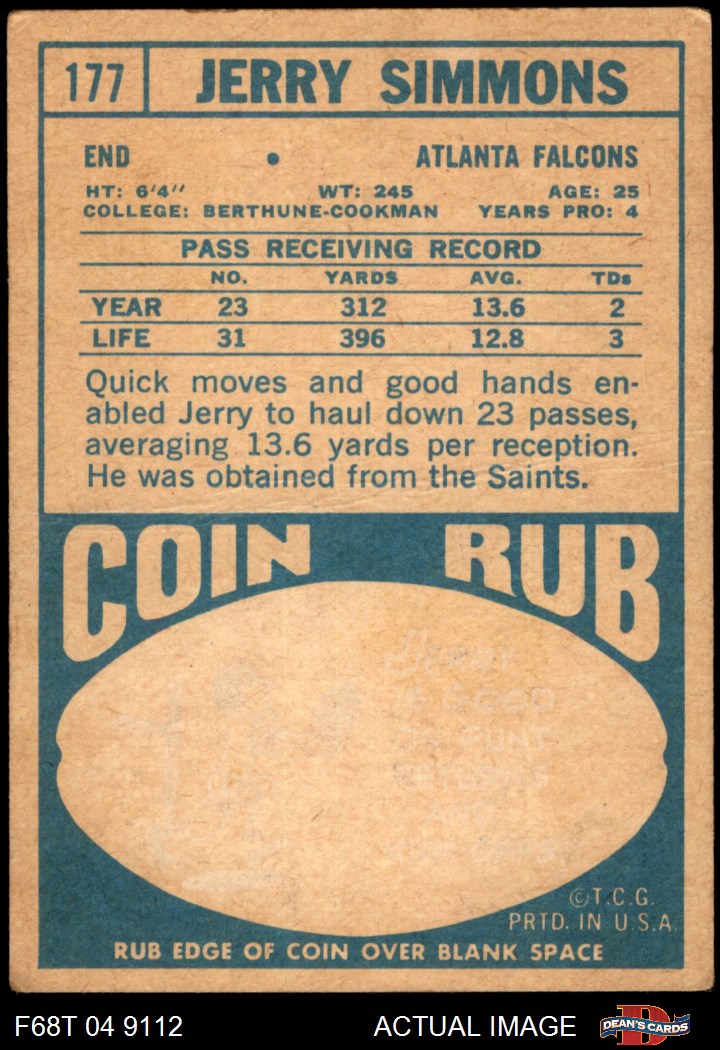 177 JERRY SIMMONS
END • ATLANTA FALCONS
HT: 6'4" WT: 245 AGE: 25
COLLEGE: BERTHUNE-COOKMAN YEARS PRO: 4
PASS RECEIVING RECORD
NO. YARDS AVG. TDs
YEAR 23 312 13.6 2
LIFE 31 396 12.8 3
Quick moves and good hands en-
abled Jerry to haul down 23 passes,
averaging 13.6 yards per reception.
He was obtained from the Saints.
COIN RUB
IS GOOD
PUNT
©T.C.G.
PRTD. IN U.S.A.
RUB EDGE OF COIN OVER BLANK SPACE
F68T 04 9112 ACTUAL IMAGE D DEAN'S CARDS